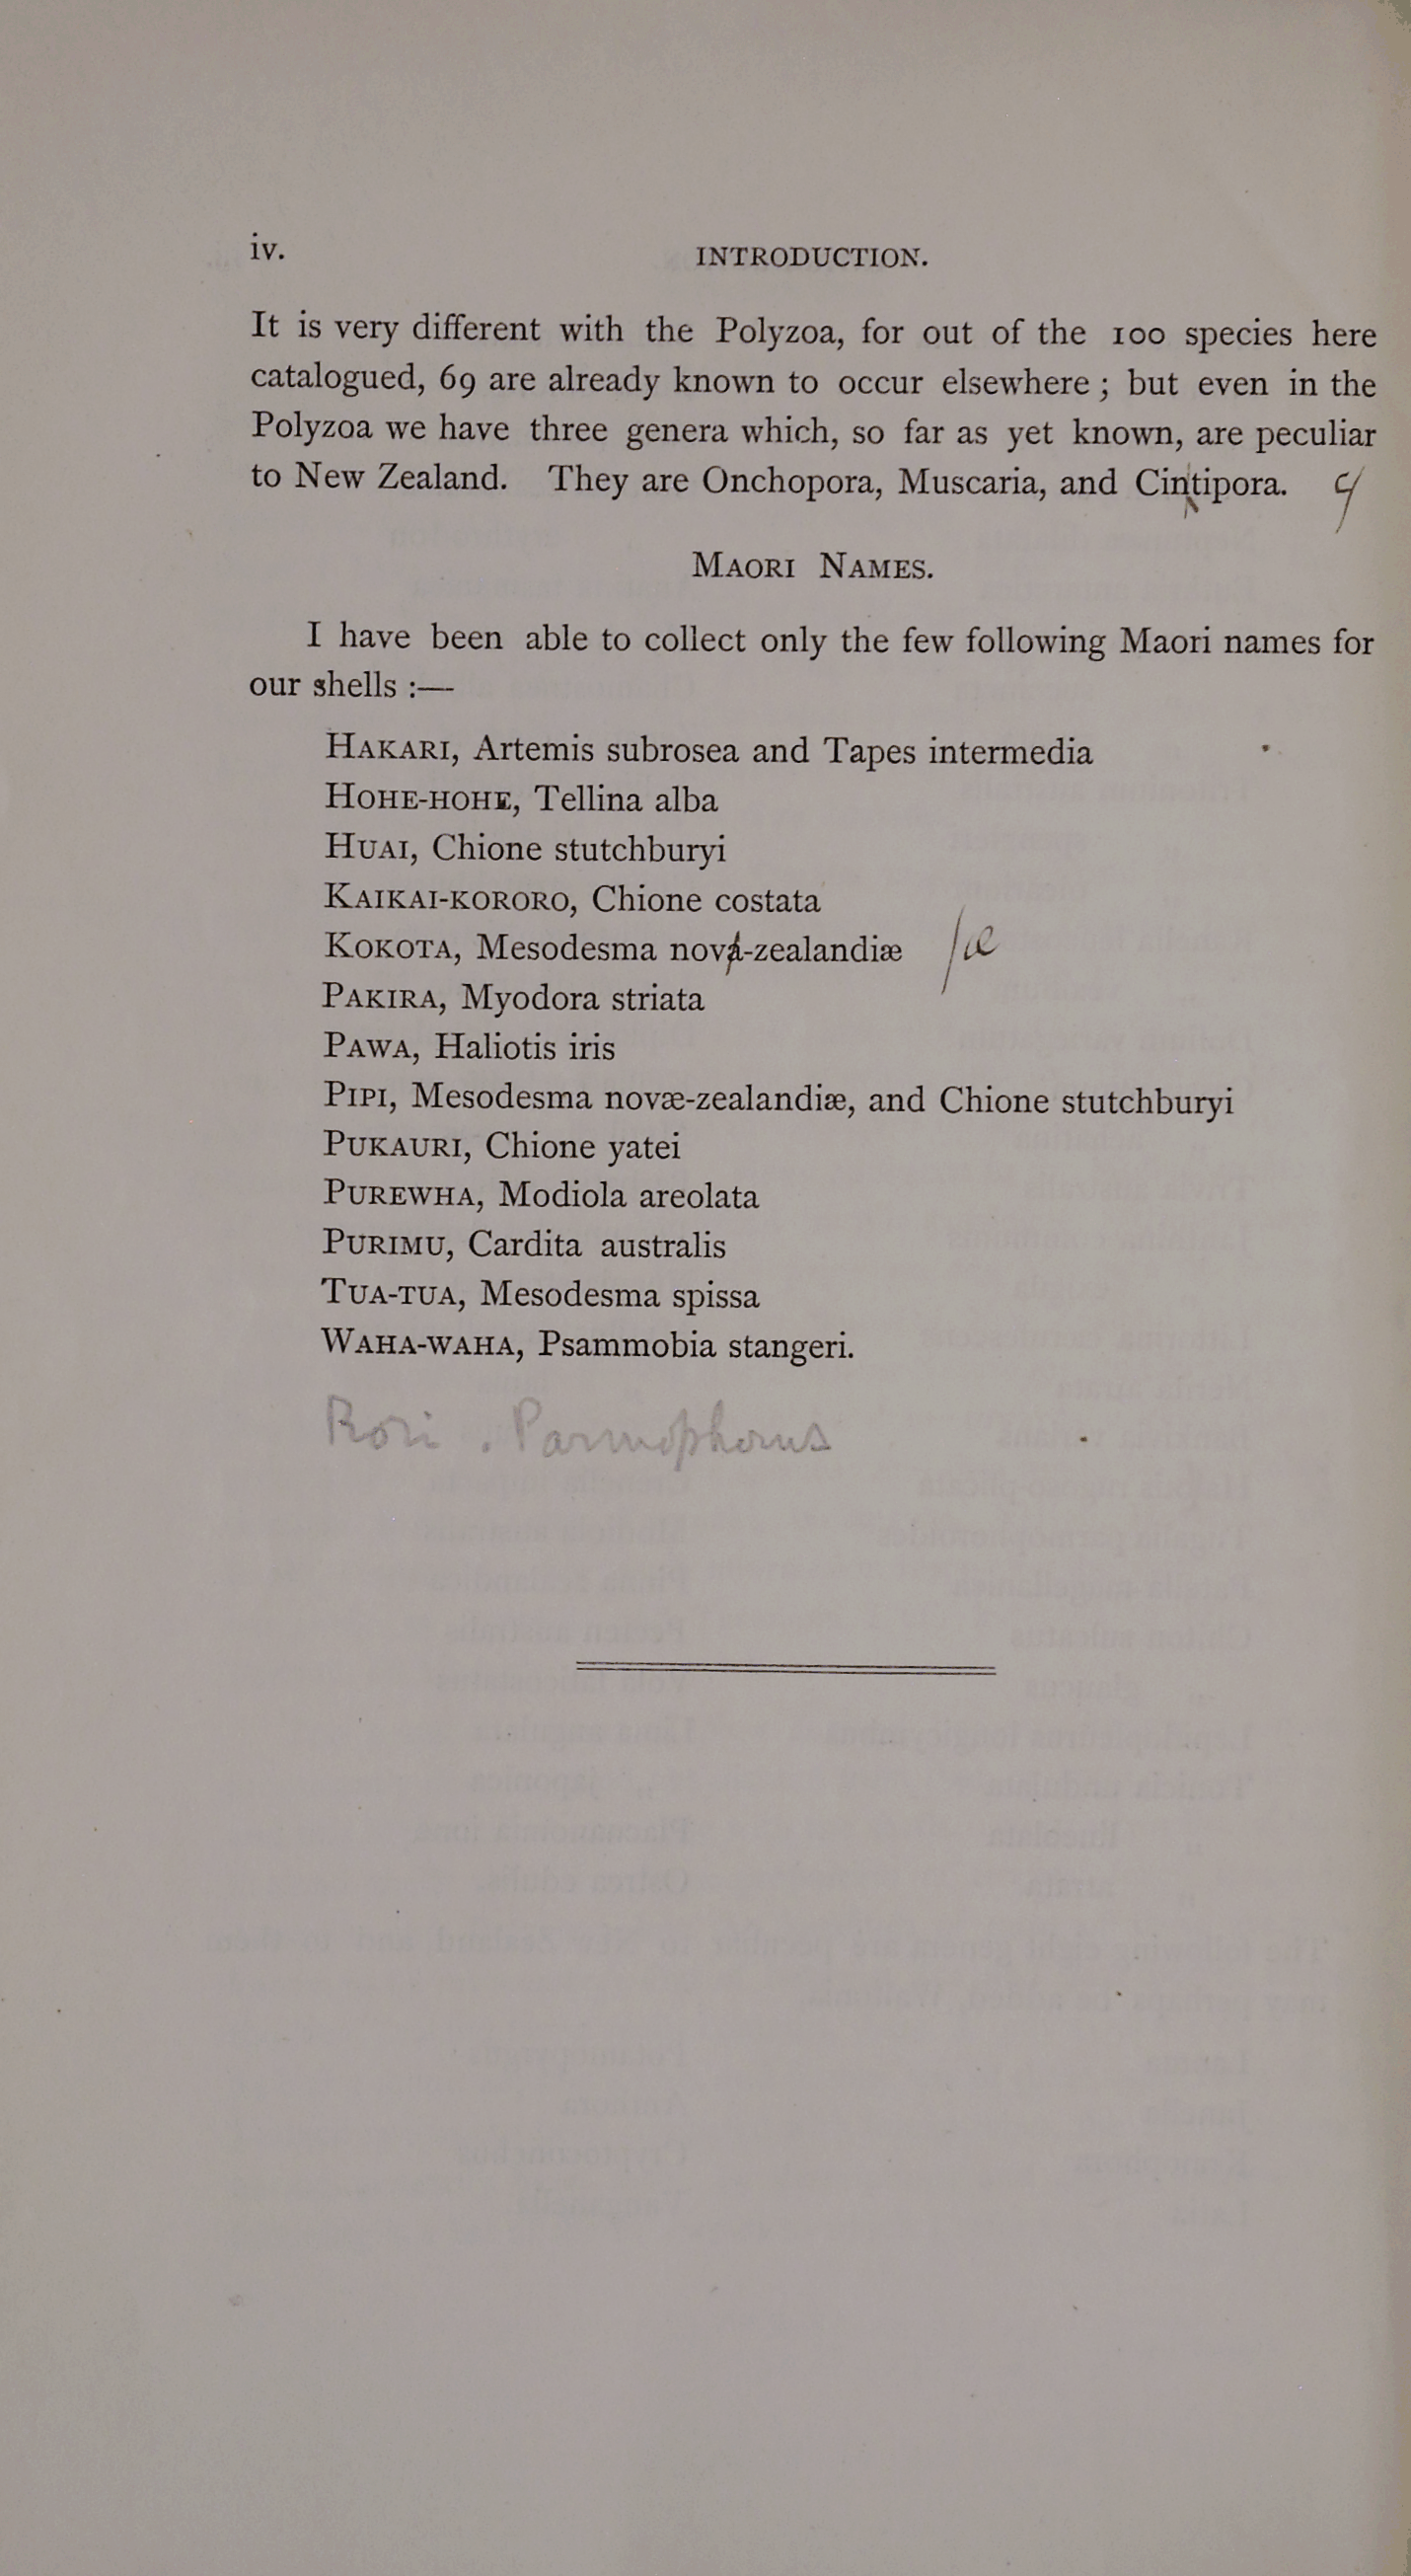 iv. INTRODUCTION.
It is very different with the Polyzoa, for out of the 100 species here
catalogued, 69 are already known to occur elsewhere ; but even in the
Polyzoa we have three genera which, so far as yet known, are peculiar
to New Zealand. They are Onchopora, Muscaria, and Cintipora. c/
MAORI NAMES.
I have been able to collect only the few following Maori names for
our shells :—
HAKARI, Artemis subrosea and Tapes intermedia
HOHE-HOHE, Tellina alba
HUAI, Chione stutchburyi
KAIKAI-KORORO, Chione costata
KOKOTA, Mesodesma nova-zealandiæ /æ
PAKIRA, Myodora striata
PAWA, Haliotis iris
PIPI, Mesodesma novæ-zealandiæ, and Chione stutchburyi
PUKAURI, Chione yatei
PUREWHA, Modiola areolata
PURIMU, Cardita australis
TUA-TUA, Mesodesma spissa
WAHA-WAHA, Psammobia stangeri.
Rori . Parmophorus